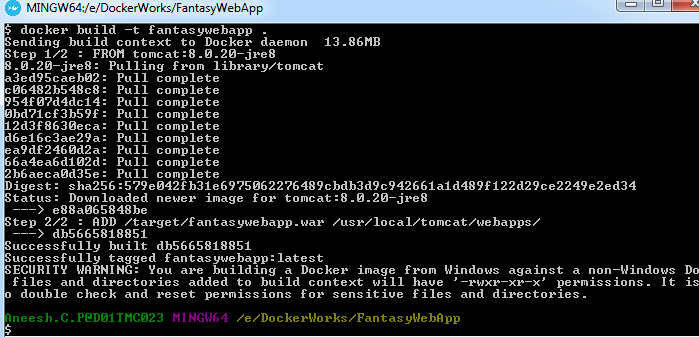 MINGW64:/e/DockerWorks/FantasyWebApp
$ docker build -t fantasywebapp .
Sending build context to Docker daemon  13.86MB
Step 1/2 : FROM tomcat:8.0.20-jre8
8.0.20-jre8: Pulling from library/tomcat
a3ed95caeb02: Pull complete
c06482b548c8: Pull complete
954f07d4dc14: Pull complete
0bd71cf3b59f: Pull complete
12d3f8630eca: Pull complete
d6e16c3ae29a: Pull complete
ea9df2460d2a: Pull complete
66a4ea6d102d: Pull complete
2b6aeca0d35e: Pull complete
Digest: sha256:579e042fb31e6975062276489cbdb3d9c942661a1d489f122d29ce2249e2ed34
Status: Downloaded newer image for tomcat:8.0.20-jre8
 ---> e88a065848be
Step 2/2 : ADD /target/fantasywebapp.war /usr/local/tomcat/webapps/
 ---> db5665818851
Successfully built db5665818851
Successfully tagged fantasywebapp:latest
SECURITY WARNING: You are building a Docker image from Windows against a non-Windows Do
 files and directories added to build context will have '-rwxr-xr-x' permissions. It is
o double check and reset permissions for sensitive files and directories.
Aneesh.C.P@D01TMC023 MINGW64 /e/DockerWorks/FantasyWebApp
$